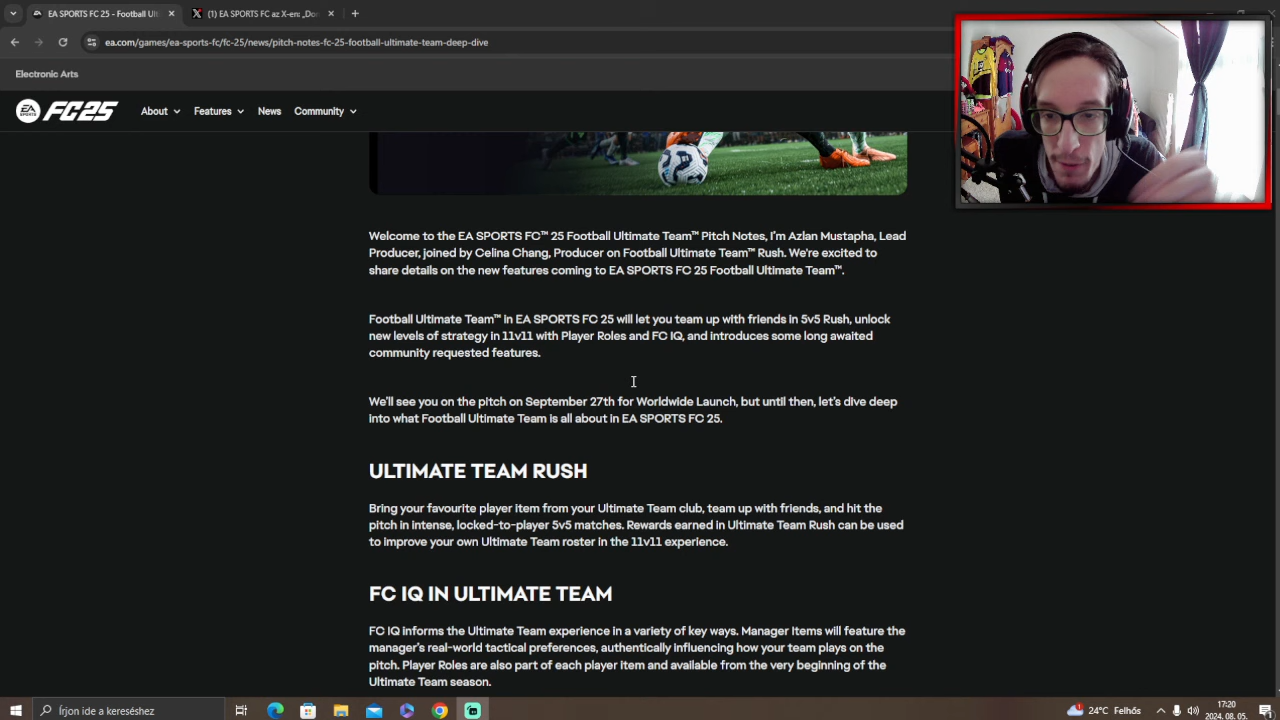 EA SPORTS FC 25 - Football Ulti
(1) EA SPORTS FC az X-en: „Dor
ea.com/games/ea-sports-fc/fc-25/news/pitch-notes-fc-25-football-ultimate-team-deep-dive
Electronic Arts
EA SPORTS FC25 About Features News Community
Welcome to the EA SPORTS FC™ 25 Football Ultimate Team™ Pitch Notes, I’m Azlan Mustapha, Lead
Producer, joined by Celina Chang, Producer on Football Ultimate Team™ Rush. We're excited to
share details on the new features coming to EA SPORTS FC 25 Football Ultimate Team™.
Football Ultimate Team™ in EA SPORTS FC 25 will let you team up with friends in 5v5 Rush, unlock
new levels of strategy in 11v11 with Player Roles and FC IQ, and introduces some long awaited
community requested features.
We’ll see you on the pitch on September 27th for Worldwide Launch, but until then, let’s dive deep
into what Football Ultimate Team is all about in EA SPORTS FC 25.
ULTIMATE TEAM RUSH
Bring your favourite player item from your Ultimate Team club, team up with friends, and hit the
pitch in intense, locked-to-player 5v5 matches. Rewards earned in Ultimate Team Rush can be used
to improve your own Ultimate Team roster in the 11v11 experience.
FC IQ IN ULTIMATE TEAM
FC IQ informs the Ultimate Team experience in a variety of key ways. Manager Items will feature the
manager’s real-world tactical preferences, authentically influencing how your team plays on the
pitch. Player Roles are also part of each player item and available from the very beginning of the
Ultimate Team season.
Írjon ide a kereséshez
24°C Felhős
17:20
2024. 08. 05.